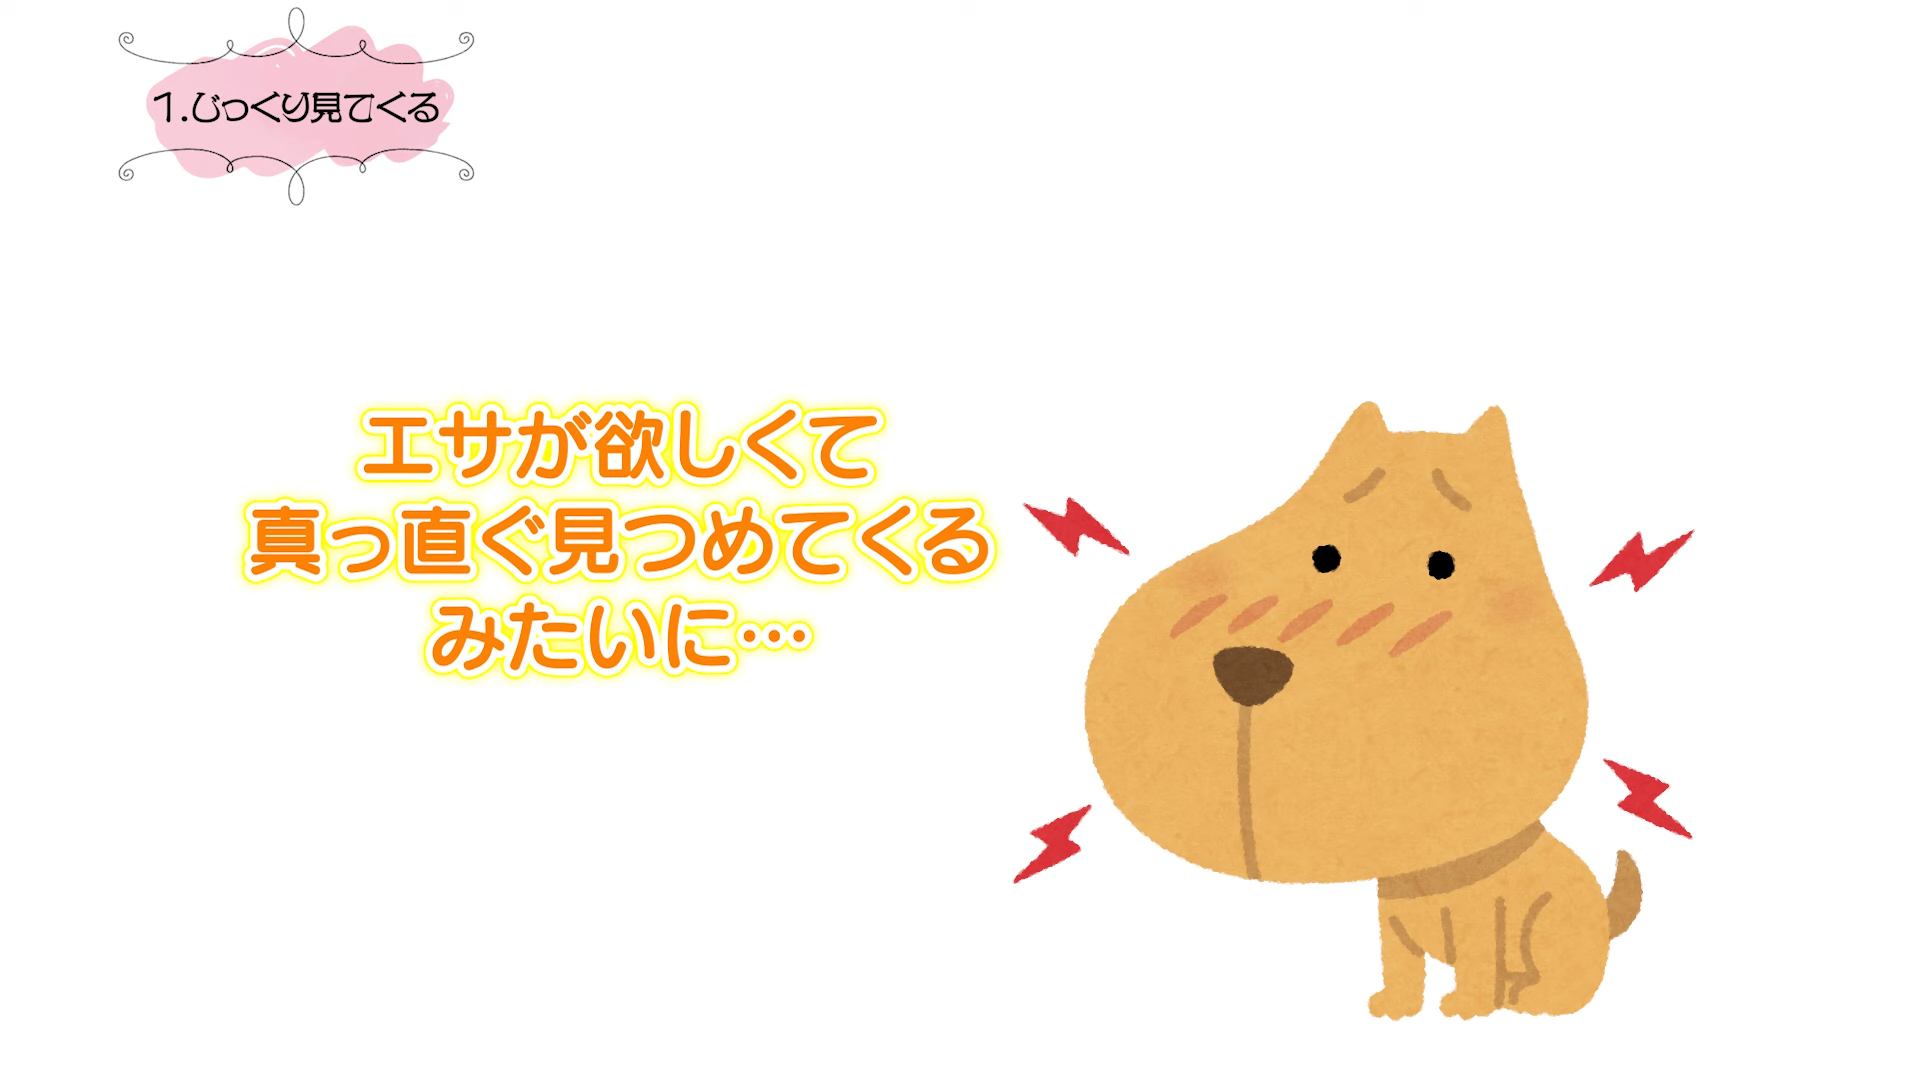 1.じっくり見てくる
エサが欲しくて
真っ直ぐ見つめてくる
みたいに…